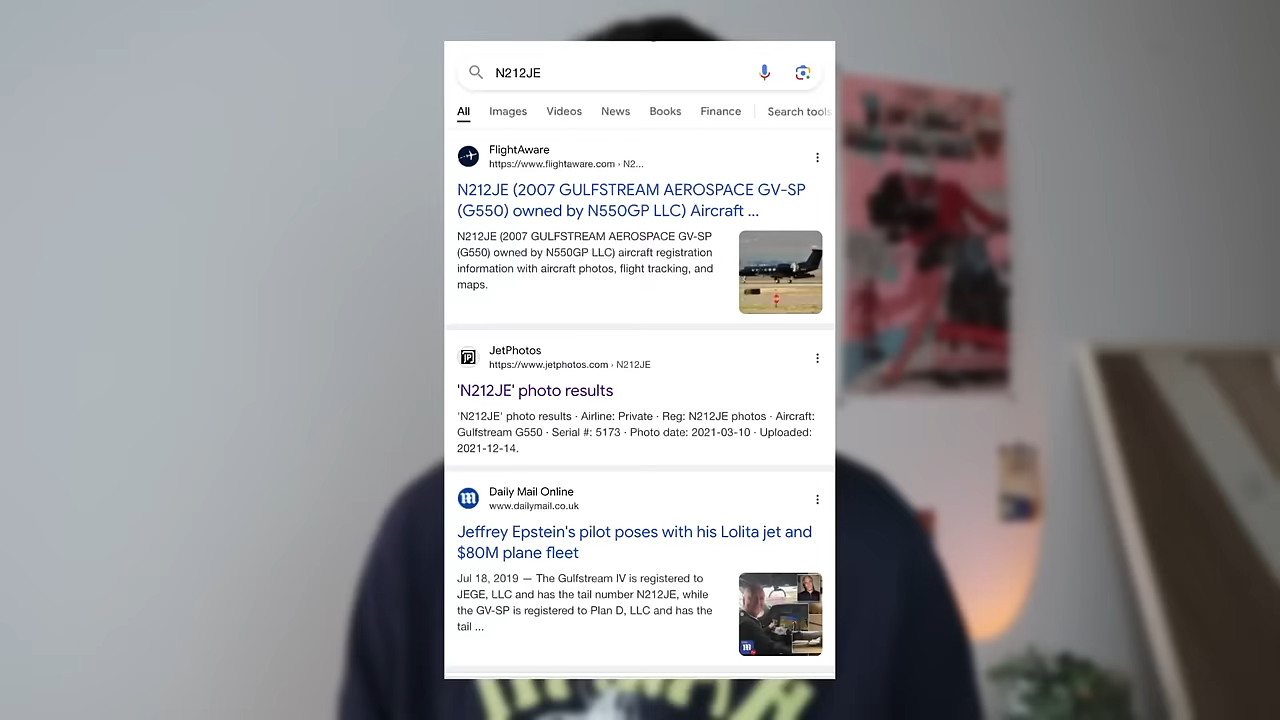 N212JE
All Images Videos News Books Finance Search tools
FlightAware
https://www.flightaware.com › N2...
N212JE (2007 GULFSTREAM AEROSPACE GV-SP
(G550) owned by N550GP LLC) Aircraft ...
N212JE (2007 GULFSTREAM AEROSPACE GV-SP
(G550) owned by N550GP LLC) aircraft registration
information with aircraft photos, flight tracking, and
maps.
JetPhotos
https://www.jetphotos.com › N212JE
'N212JE' photo results
'N212JE' photo results · Airline: Private · Reg: N212JE photos · Aircraft:
Gulfstream G550 · Serial #: 5173 · Photo date: 2021-03-10 · Uploaded:
2021-12-14.
Daily Mail Online
www.dailymail.co.uk
Jeffrey Epstein's pilot poses with his Lolita jet and
$80M plane fleet
Jul 18, 2019 — The Gulfstream IV is registered to
JEGE, LLC and has the tail number N212JE, while
the GV-SP is registered to Plan D, LLC and has the
tail ...